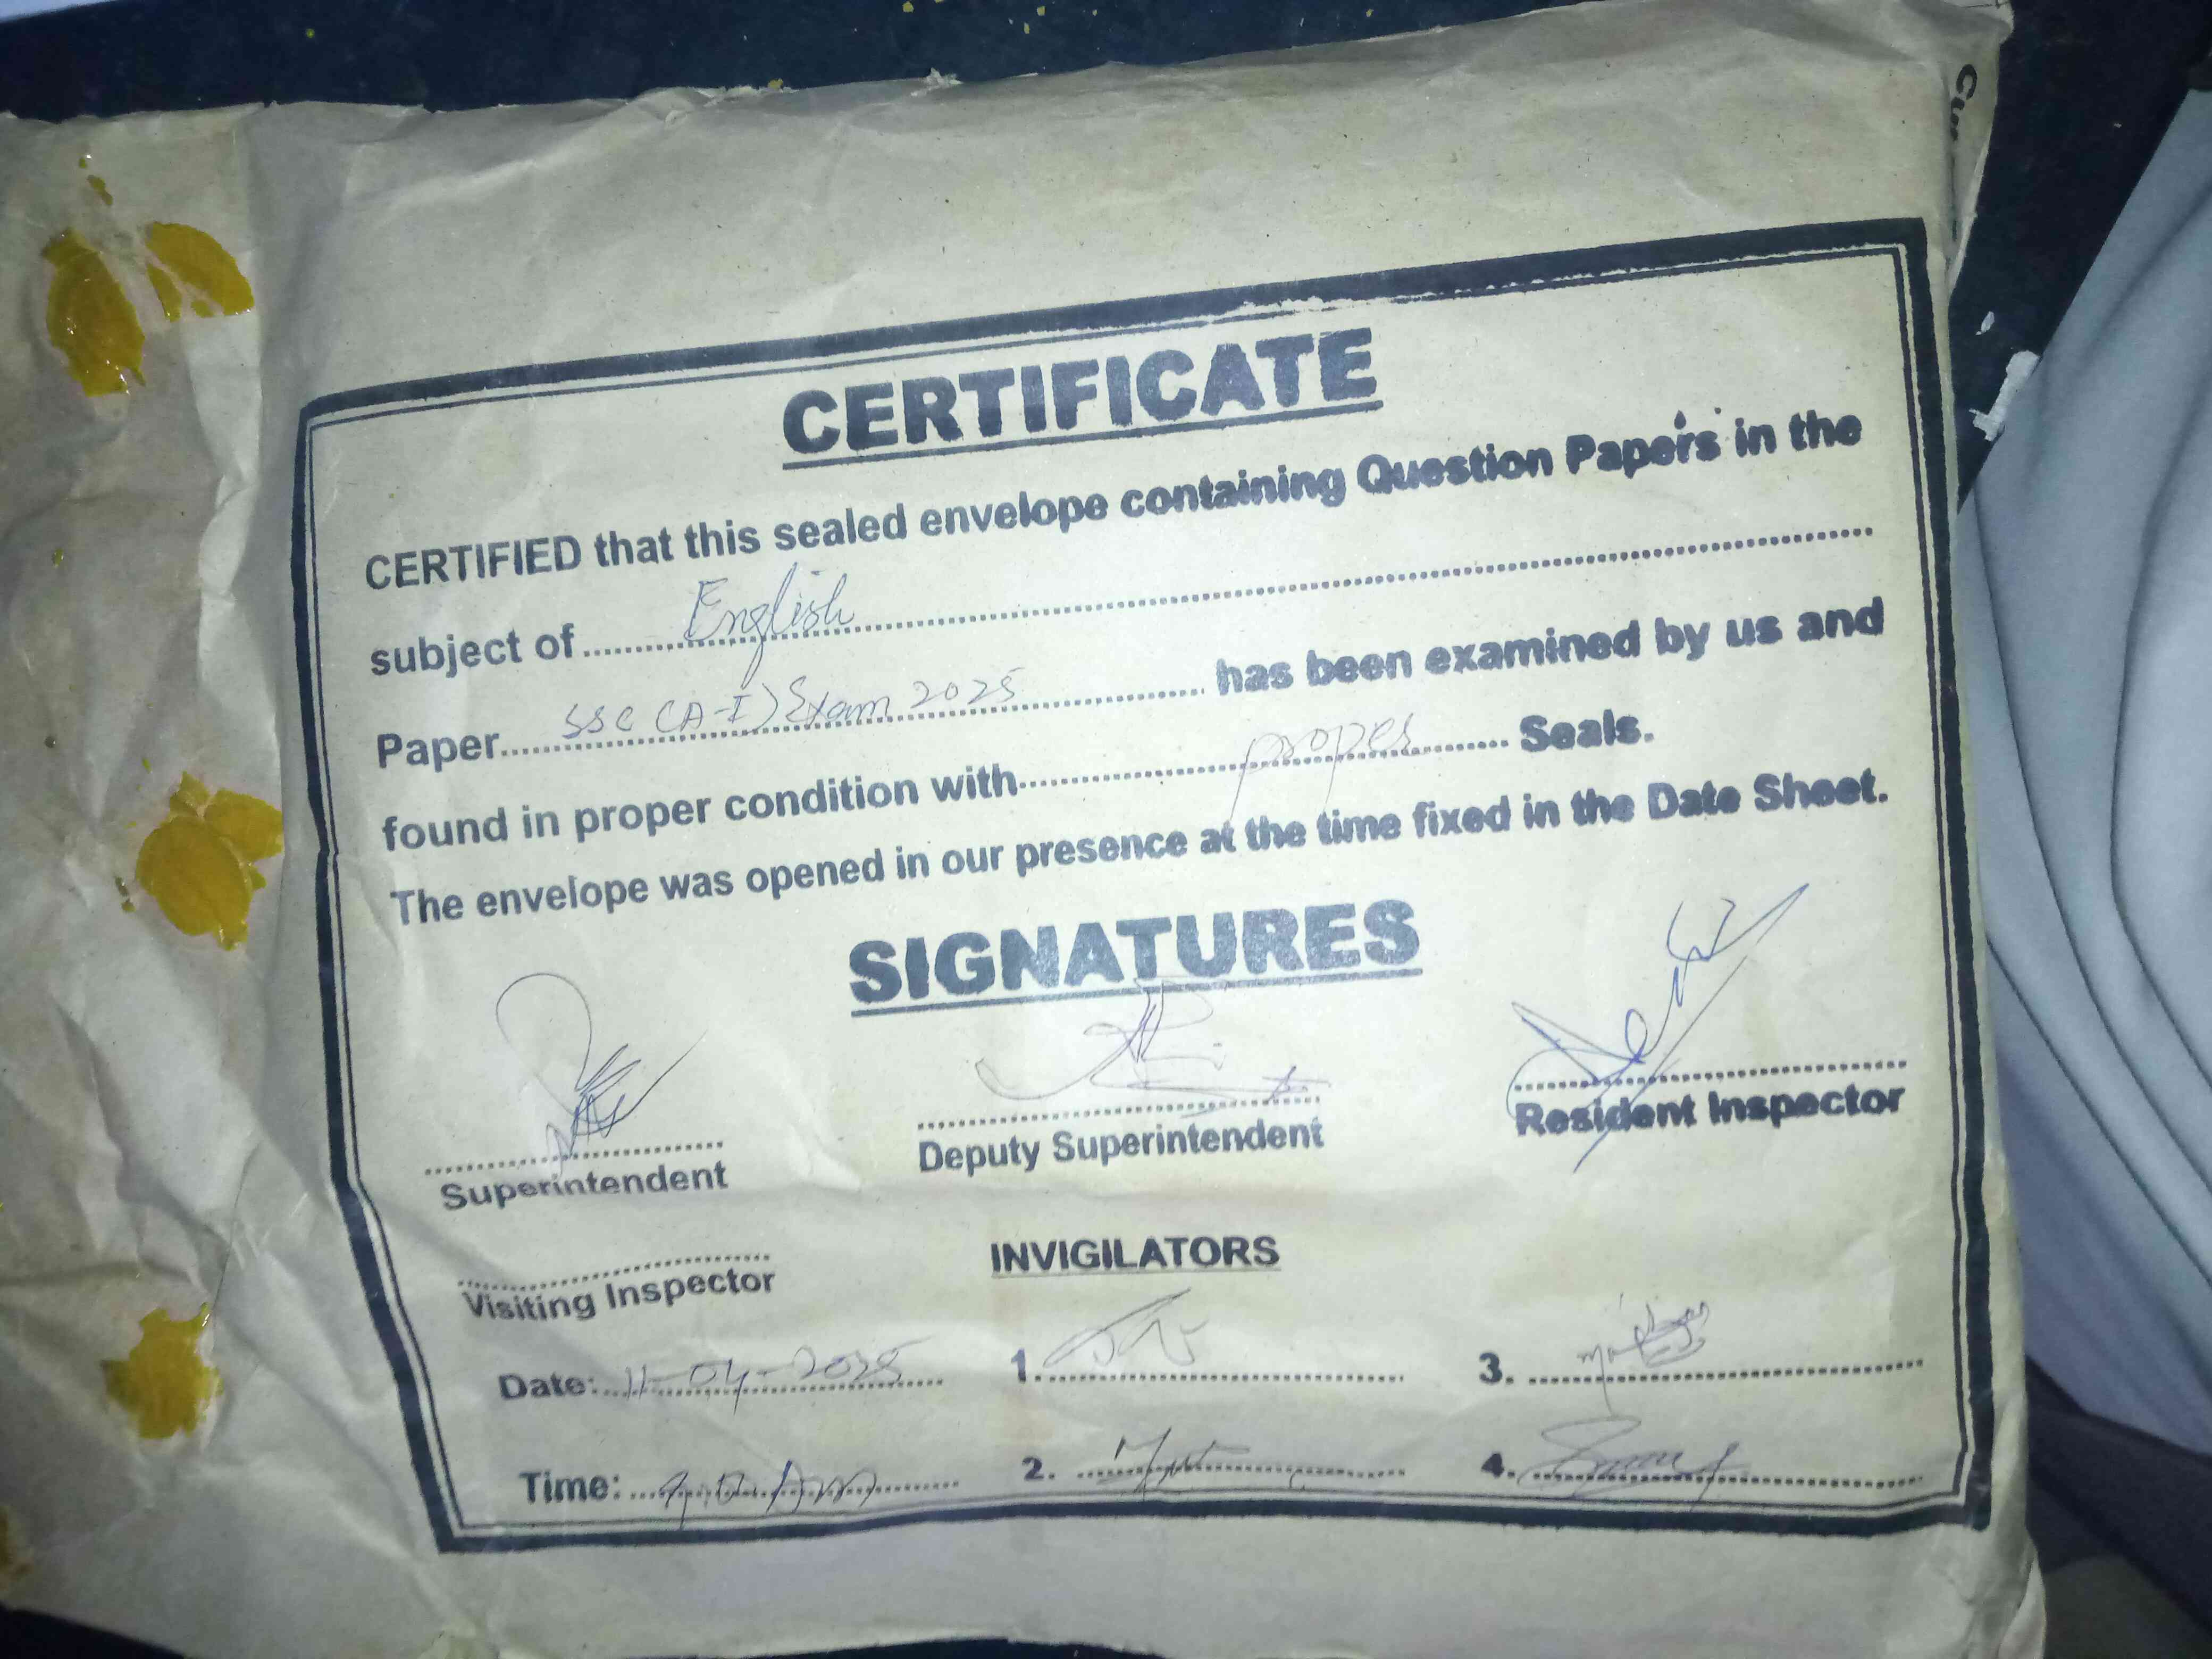 CERTIFICATE
CERTIFIED that this sealed envelope containing Question Papers in the
subject of ........ English ........
Paper ........ SSC (A-I) Exam 2025 ........ has been examined by us and
found in proper condition with ........ proper ........ Seals.
The envelope was opened in our presence at the time fixed in the Date Sheet.
SIGNATURES
Superintendent
Deputy Superintendent
Resident Inspector
Visiting Inspector
INVIGILATORS
Date: 11-04-2025
1.
3.
Time:
2.
4.